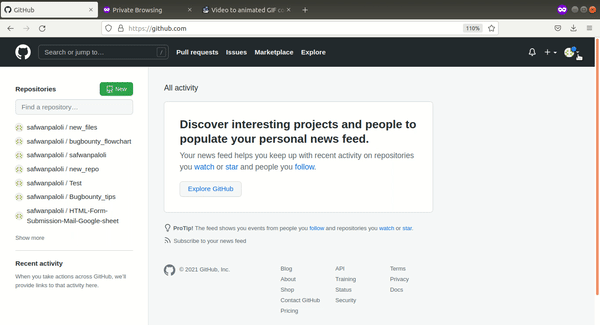 GitHub
Private Browsing
Video to animated GIF co
https://github.com
110%
Search or jump to…
/
Pull requests
Issues
Marketplace
Explore
Repositories
New
Find a repository…
safwanpaloli / new_files
safwanpaloli / bugbounty_flowchart
safwanpaloli / safwanpaloli
safwanpaloli / new_repo
safwanpaloli / Test
safwanpaloli / Bugbounty_tips
safwanpaloli / HTML-Form-
Submission-Mail-Google-sheet
Show more
Recent activity
When you take actions across GitHub, we'll
provide links to that activity here.
All activity
Discover interesting projects and people to
populate your personal news feed.
Your news feed helps you keep up with recent activity on repositories
you watch or star and people you follow.
Explore GitHub
ProTip! The feed shows you events from people you follow and repositories you watch or star.
Subscribe to your news feed
© 2021 GitHub, Inc.
Blog
About
Shop
Contact GitHub
Pricing
API
Training
Status
Security
Terms
Privacy
Docs